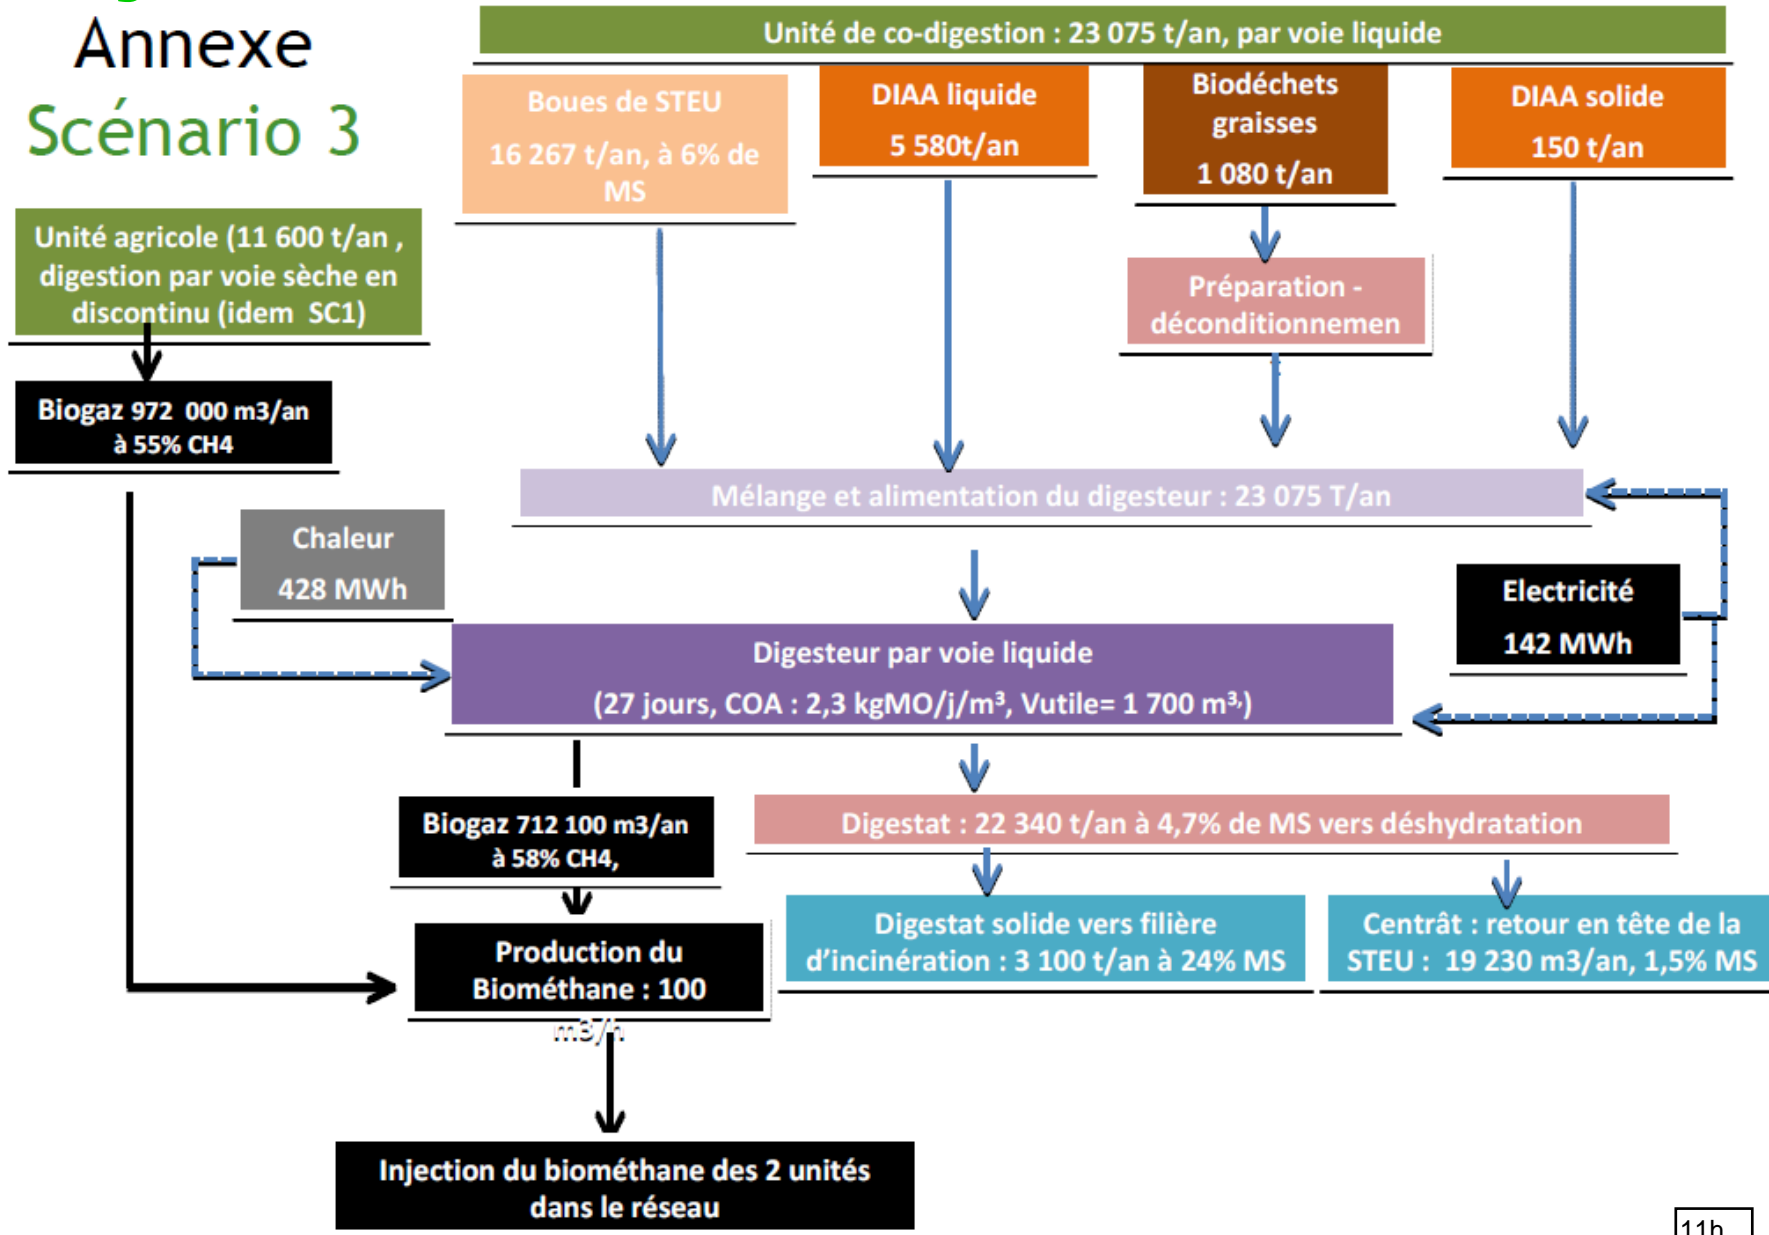 Annexe
Scénario 3
Unité de co-digestion : 23 075 t/an, par voie liquide
Boues de STEU
16 267 t/an, à 6% de
MS
DIAA liquide
5 580t/an
Biodéchets
graisses
1 080 t/an
DIAA solide
150 t/an
Unité agricole (11 600 t/an ,
digestion par voie sèche en
discontinu (idem  SC1)
Préparation -
déconditionnemen
Biogaz 972  000 m3/an
à 55% CH4
Mélange et alimentation du digesteur : 23 075 T/an
Chaleur
428 MWh
Electricité
142 MWh
Digesteur par voie liquide
(27 jours, COA : 2,3 kgMO/j/m³, Vutile= 1 700 m³,)
Biogaz 712 100 m3/an
à 58% CH4,
Digestat : 22 340 t/an à 4,7% de MS vers déshydratation
Digestat solide vers filière
d’incinération : 3 100 t/an à 24% MS
Centrât : retour en tête de la
STEU :  19 230 m3/an, 1,5% MS
Production du
Biométhane : 100
m3/h
Injection du biométhane des 2 unités
dans le réseau
11h